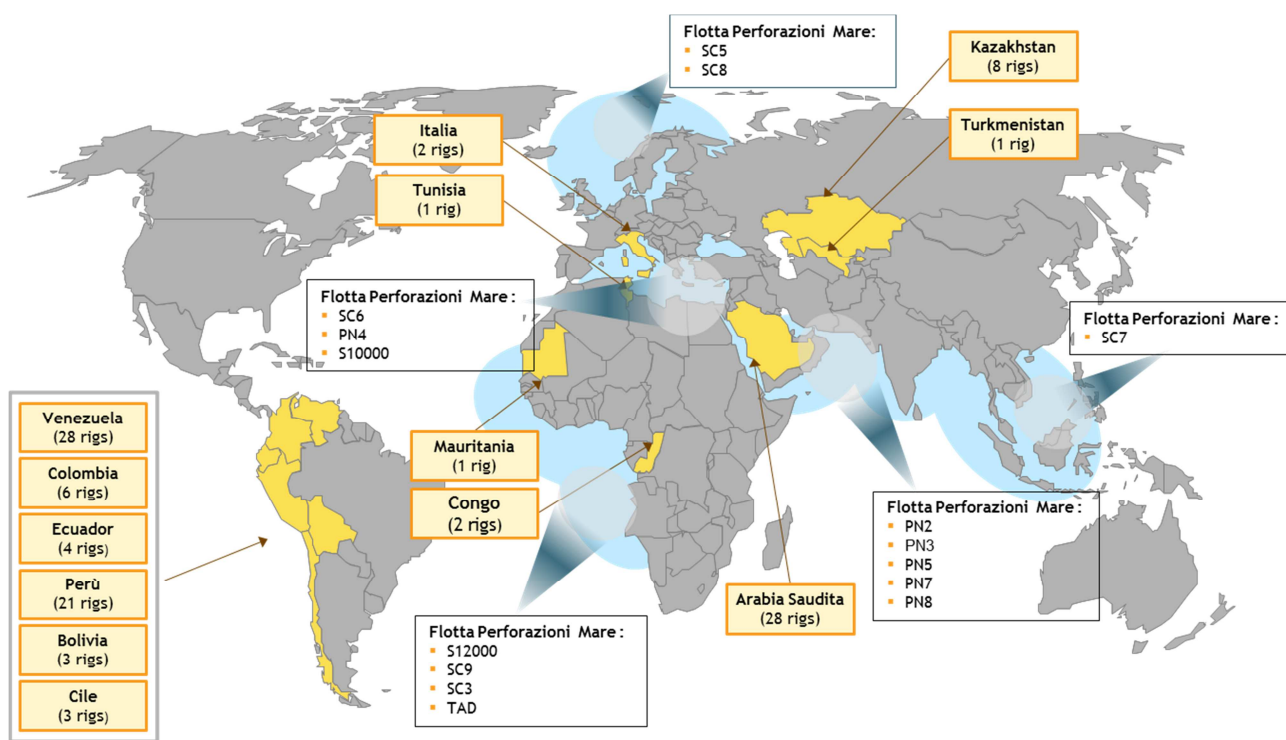 Flotta Perforazioni Mare:
▪ SC5
▪ SC8
Kazakhstan
(8 rigs)
Italia
(2 rigs)
Turkmenistan
(1 rig)
Tunisia
(1 rig)
Flotta Perforazioni Mare :
▪ SC6
▪ PN4
▪ S10000
Flotta Perforazioni Mare:
▪ SC7
Venezuela
(28 rigs)
Colombia
(6 rigs)
Ecuador
(4 rigs)
Perù
(21 rigs)
Bolivia
(3 rigs)
Cile
(3 rigs)
Mauritania
(1 rig)
Congo
(2 rigs)
Flotta Perforazioni Mare :
▪ PN2
▪ PN3
▪ PN5
▪ PN7
▪ PN8
Arabia Saudita
(28 rigs)
Flotta Perforazioni Mare :
▪ S12000
▪ SC9
▪ SC3
▪ TAD